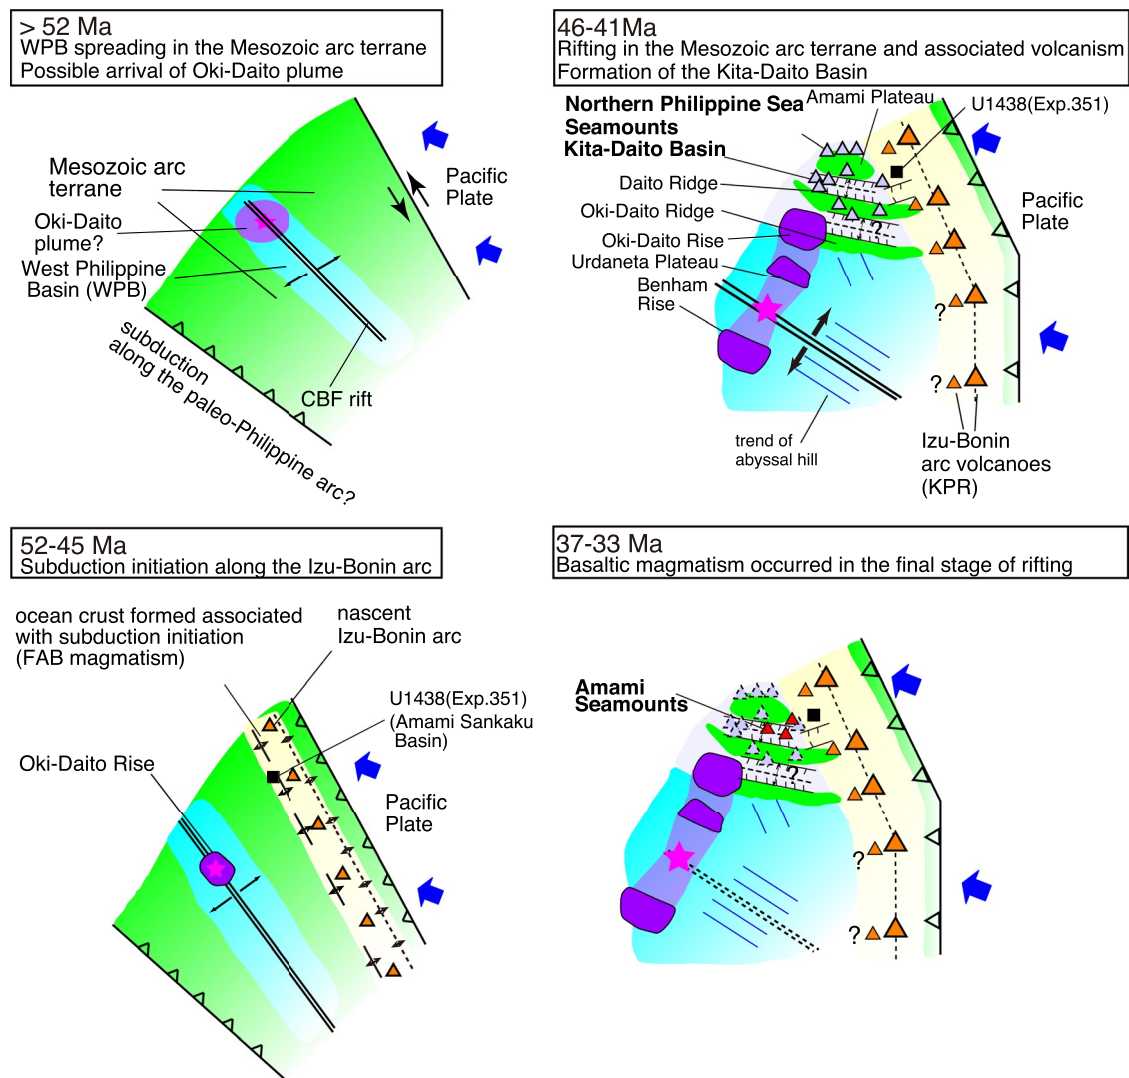 > 52 Ma
WPB spreading in the Mesozoic arc terrane
Possible arrival of Oki-Daito plume
Mesozoic arc
terrane
Oki-Daito
plume?
West Philippine
Basin (WPB)
Pacific
Plate
CBF rift
subduction
along the paleo-Philippine arc?
46-41Ma
Rifting in the Mesozoic arc terrane and associated volcanism
Formation of the Kita-Daito Basin
Northern Philippine Sea
Seamounts
Kita-Daito Basin
Amami Plateau
U1438(Exp.351)
Daito Ridge
Oki-Daito Ridge
Oki-Daito Rise
Urdaneta Plateau
Benham
Rise
Pacific
Plate
?
?
?
trend of
abyssal hill
Izu-Bonin
arc volcanoes
(KPR)
52-45 Ma
Subduction initiation along the Izu-Bonin arc
ocean crust formed associated
with subduction initiation
(FAB magmatism)
nascent
Izu-Bonin arc
U1438(Exp.351)
(Amami Sankaku
Basin)
Oki-Daito Rise
Pacific
Plate
37-33 Ma
Basaltic magmatism occurred in the final stage of rifting
Amami
Seamounts
?
?
?